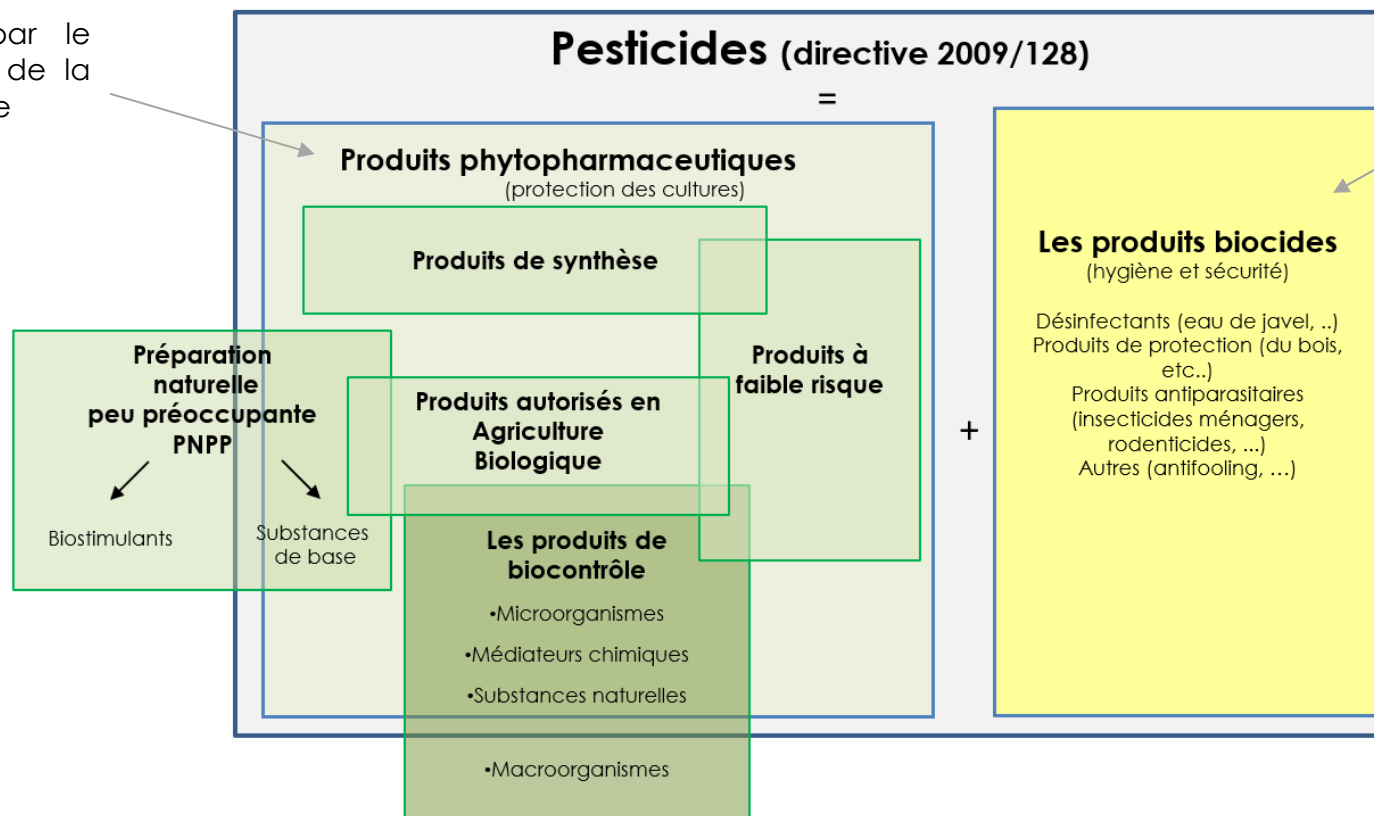 par le
de la
e
Pesticides (directive 2009/128)
=
Produits phytopharmaceutiques
(protection des cultures)
Produits de synthèse
Produits à
faible risque
Préparation
naturelle
peu préoccupante
PNPP
Biostimulants
Substances
de base
Produits autorisés en
Agriculture
Biologique
Les produits de
biocontrôle
•Microorganismes
•Médiateurs chimiques
•Substances naturelles
•Macroorganismes
+
Les produits biocides
(hygiène et sécurité)
Désinfectants (eau de javel, ..)
Produits de protection (du bois,
etc..)
Produits antiparasitaires
(insecticides ménagers,
rodenticides, ...)
Autres (antifooling, …)